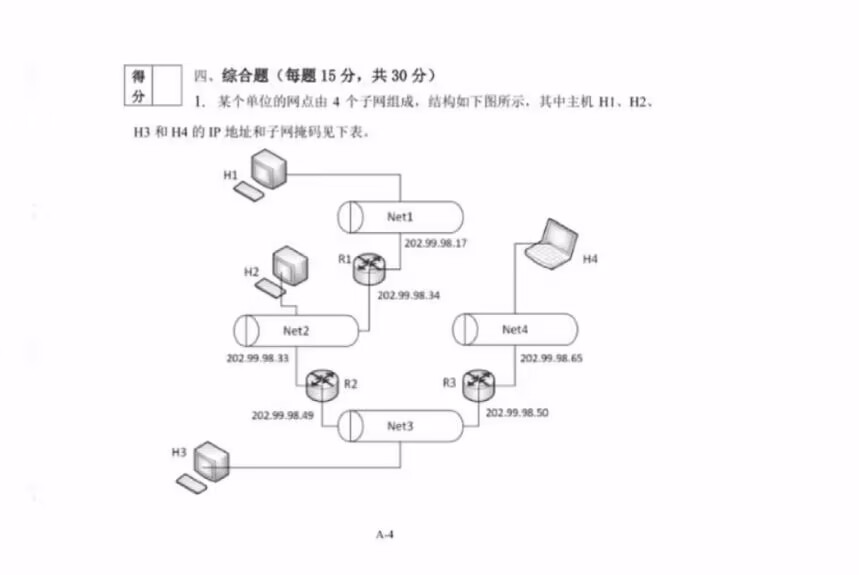 得分
四、综合题（每题 15 分，共 30 分）
1. 某个单位的网点由 4 个子网组成，结构如下图所示，其中主机 H1、H2、
H3 和 H4 的 IP 地址和子网掩码见下表。
H1
Net1
202.99.98.17
R1
H4
H2
202.99.98.34
Net2
Net4
202.99.98.33
202.99.98.65
R2
R3
202.99.98.49
202.99.98.50
Net3
H3
A-4